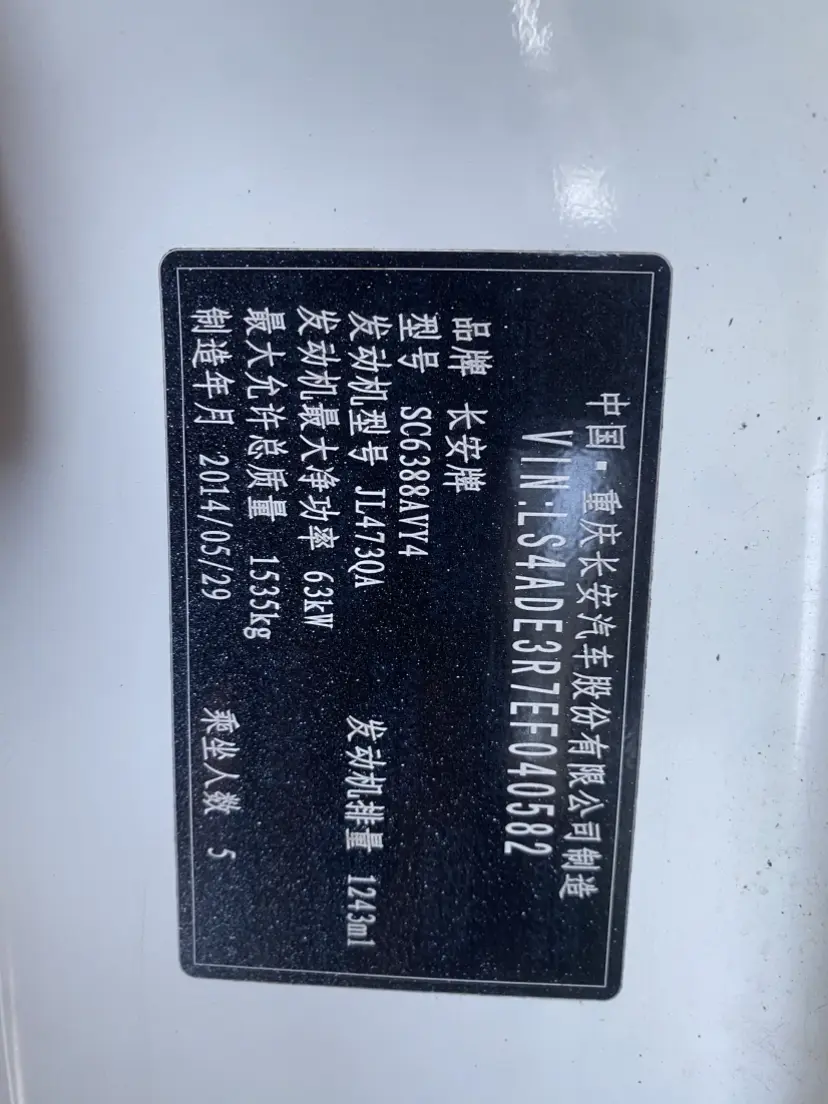 中国·重庆长安汽车股份有限公司制造
VIN:LS4ADE3R7EF040582
品牌 长安牌
型号 SC6388AVY4
发动机型号 JL473QA 发动机排量 1243ml
发动机最大净功率 63kW
最大允许总质量 1535kg
制造年月 2014/05/29 乘坐人数 5